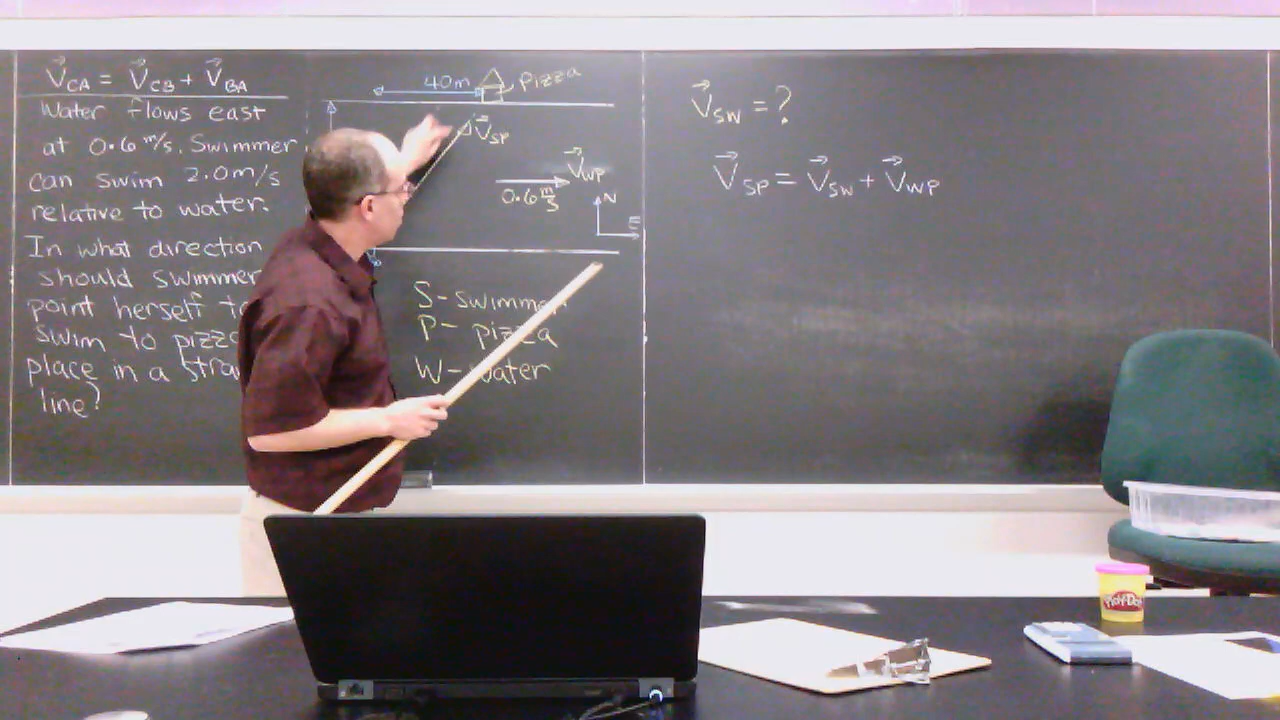 V⃗CA = V⃗CB + V⃗BA
Water flows east
at 0.6 m/s. Swimmer
can swim 2.0 m/s
relative to water.
In what direction
should swimmer
point herself to
swim to pizza
place in a
line?
40m
pizza
V⃗SP
V⃗WP
0.6 m/s
N
E
S - swimmer
P - pizza
W - water
V⃗SW = ?
V⃗SP = V⃗SW + V⃗WP
Play-Doh